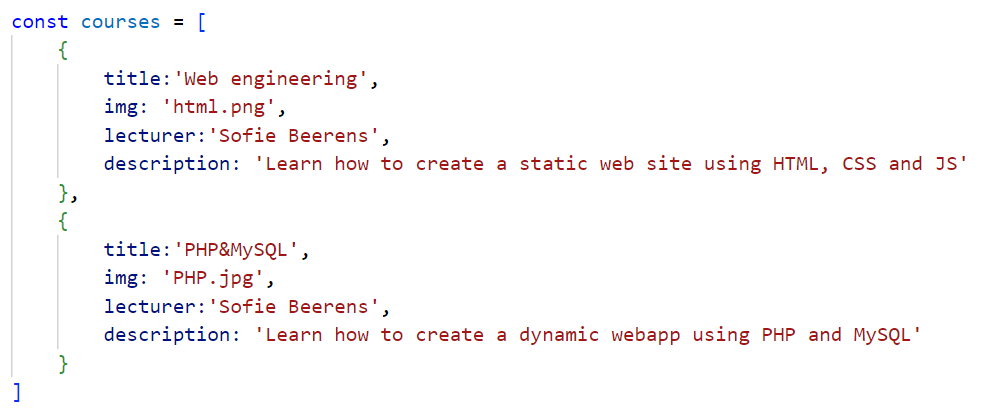 const courses = [
{
title:'Web engineering',
img: 'html.png',
lecturer:'Sofie Beerens',
description: 'Learn how to create a static web site using HTML, CSS and JS'
},
{
title:'PHP&MySQL',
img: 'PHP.jpg',
lecturer:'Sofie Beerens',
description: 'Learn how to create a dynamic webapp using PHP and MySQL'
}
]